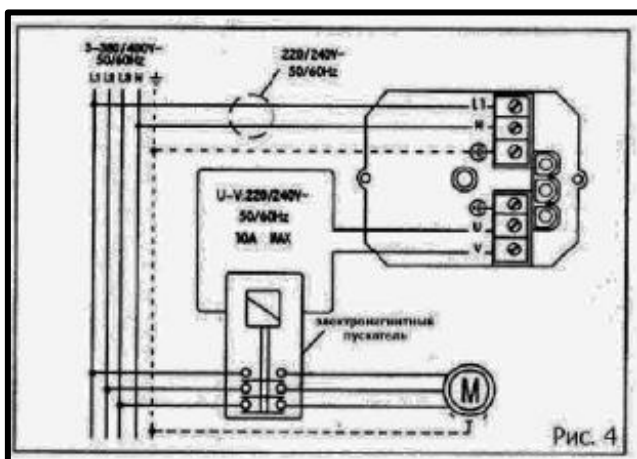 3~380/400V~
50/60Hz
L1 L2 L3 N
220/240V~
50/60Hz
L1
N
U-V:220/240V~
50/60Hz
10A MAX
U
V
электромагнитный
пускатель
M
Рис. 4